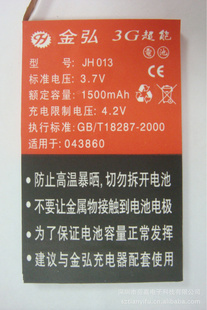 金弘 3G超能
电池
型 号: JH 013
标准电压: 3.7V
额定容量: 1500mAH
充电限制电压: 4.2V
执行标准: GB/T18287-2000
适用于: 043860
•防止高温暴晒,切勿拆开电池
•不要让金属物接触到电池电极
•为了保证电池容量正常发挥
•建议与金弘充电器配套使用